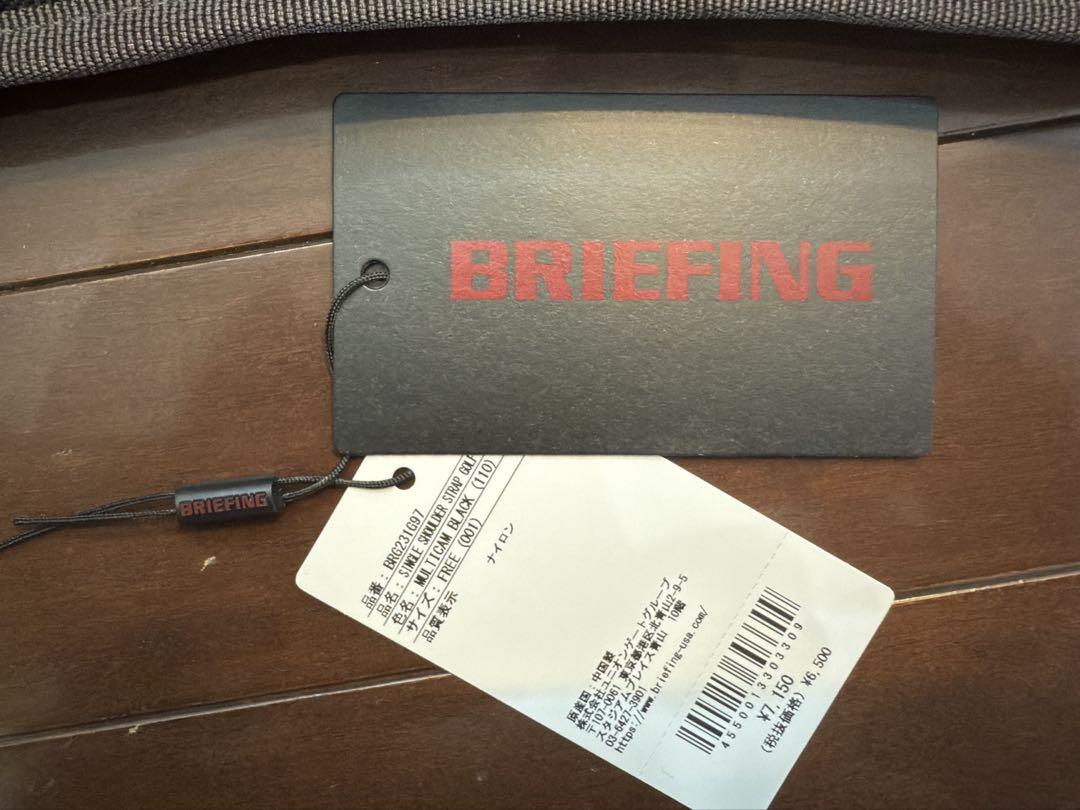 BRIEFING
BRIEFING
品番: BRG231G97
品名: SINGLE SHOULDER STRAP GOLF
色名: MULTICAM BLACK (110)
サイズ: FREE (001)
品質表示
ナイロン
原産国:中国製
株式会社ユニオンゲートグループ
〒107-0061 東京都港区北青山2-9-5
スタジアムプレイス青山 10階
03-6421-3901
https://www.briefing-usa.com/
4550013303309
¥7,150
(税抜価格) ¥6,500